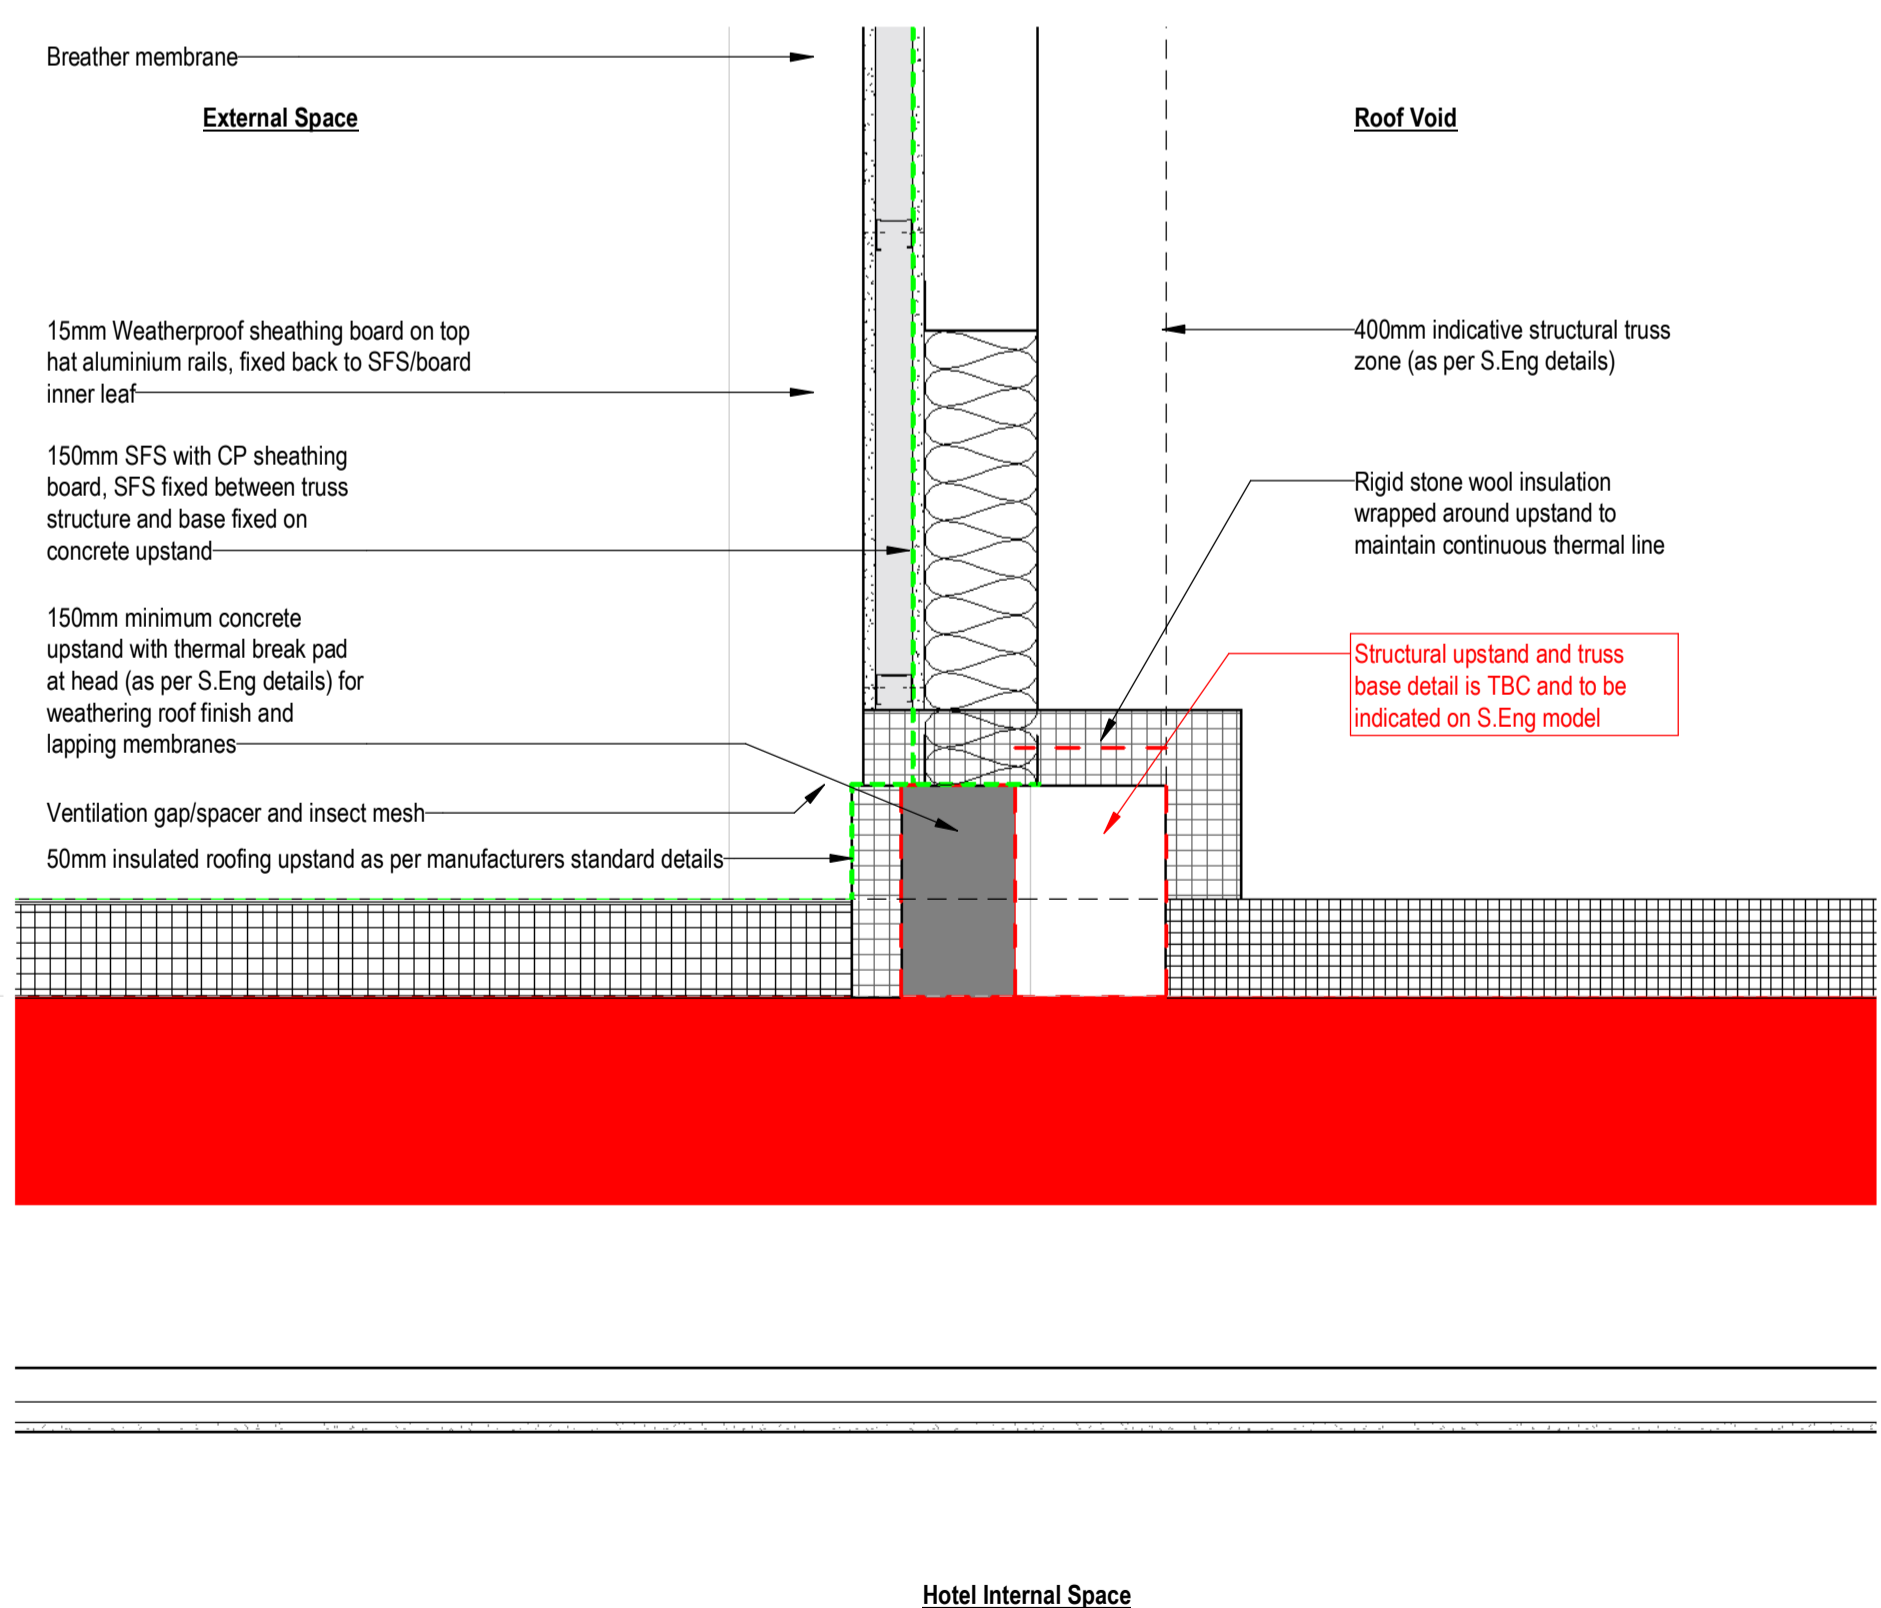 Breather membrane
External Space
Roof Void
15mm Weatherproof sheathing board on top
hat aluminium rails, fixed back to SFS/board
inner leaf
400mm indicative structural truss
zone (as per S.Eng details)
150mm SFS with CP sheathing
board, SFS fixed between truss
structure and base fixed on
concrete upstand
Rigid stone wool insulation
wrapped around upstand to
maintain continuous thermal line
150mm minimum concrete
upstand with thermal break pad
at head (as per S.Eng details) for
weathering roof finish and
lapping membranes
Structural upstand and truss
base detail is TBC and to be
indicated on S.Eng model
Ventilation gap/spacer and insect mesh
50mm insulated roofing upstand as per manufacturers standard details
Hotel Internal Space